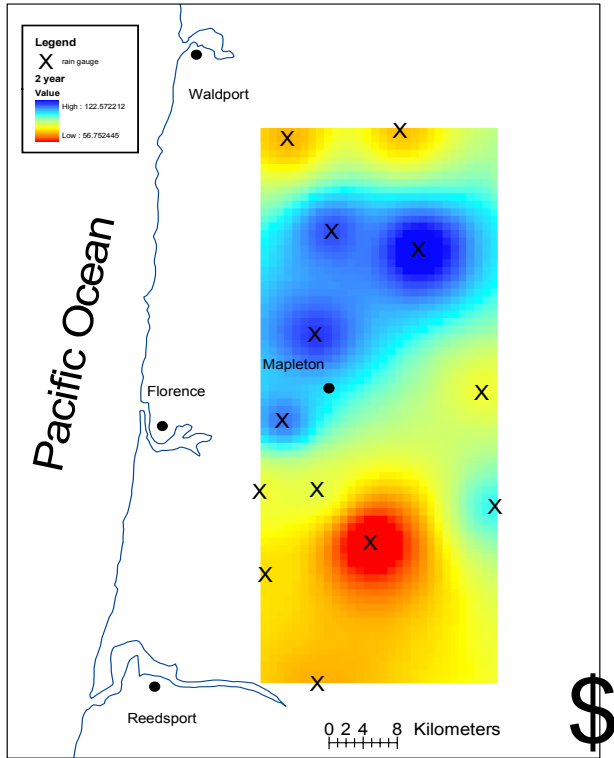 Legend
X rain gauge
2 year
Value
High : 122.572212
Low : 56.752445
Waldport
X X
X X
X
Mapleton
X
Florence
X
Pacific Ocean
X X
X
X
X
X
Reedsport
0 2 4 8 Kilometers
$